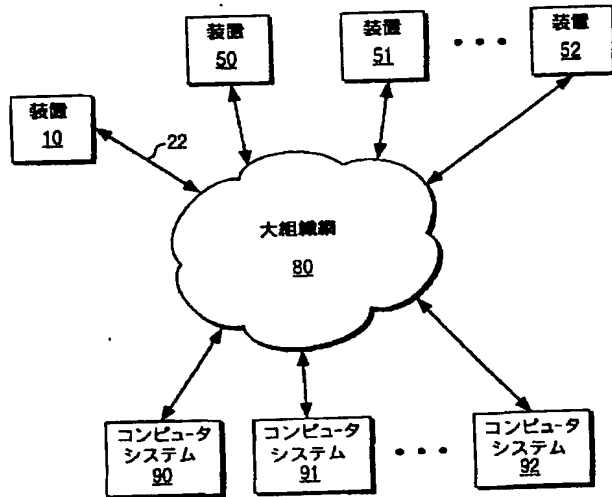 装置
50
装置
51
装置
52
装置
10
22
大組織網
80
コンピュータ
システム
90
コンピュータ
システム
91
コンピュータ
システム
92